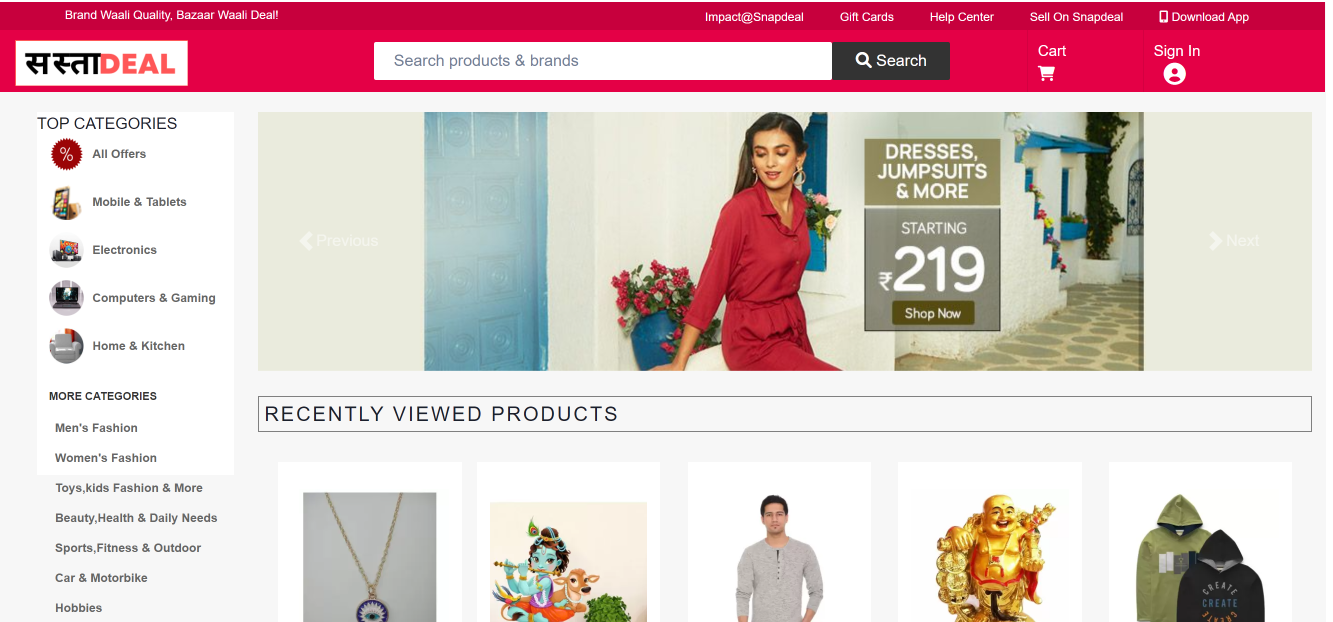 Brand Waali Quality, Bazaar Waali Deal!
Impact@Snapdeal
Gift Cards
Help Center
Sell On Snapdeal
Download App
सस्ताDEAL
Search products & brands
Search
Cart
Sign In
TOP CATEGORIES
% All Offers
Mobile & Tablets
Electronics
Computers & Gaming
Home & Kitchen
MORE CATEGORIES
Men's Fashion
Women's Fashion
Toys,kids Fashion & More
Beauty,Health & Daily Needs
Sports,Fitness & Outdoor
Car & Motorbike
Hobbies
Previous
DRESSES,
JUMPSUITS
& MORE
STARTING
₹219
Shop Now
Next
RECENTLY VIEWED PRODUCTS
CREATE
CREATE
CREATE